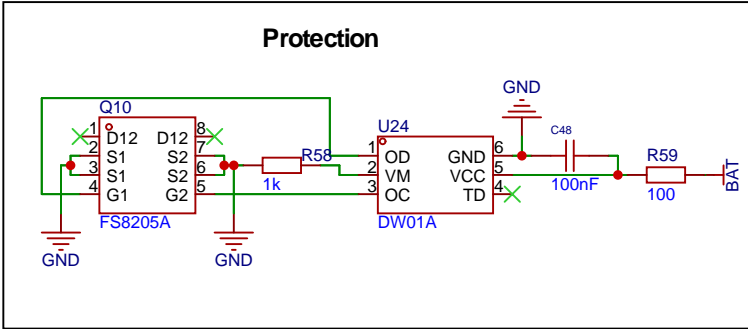 Protection
Q10
1 D12 D12 8
2 S1 S2 7
3 S1 S2 6
4 G1 G2 5
FS8205A
GND
GND
R58
1k
U24
1 OD GND 6
2 VM VCC 5
3 OC TD 4
DW01A
GND
C48
100nF
R59
100
BAT